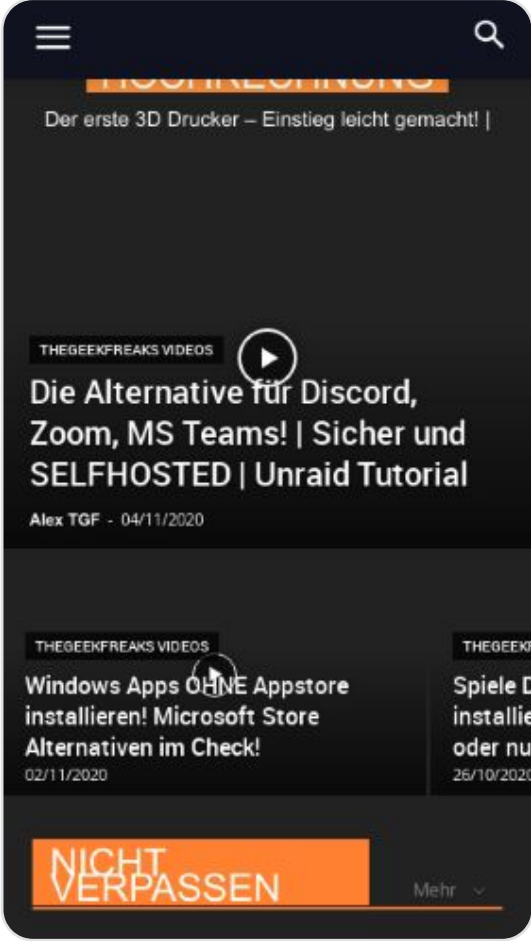 HOCHRECHNUNG
Der erste 3D Drucker – Einstieg leicht gemacht! |
THEGEEKFREAKS VIDEOS
Die Alternative für Discord,
Zoom, MS Teams! | Sicher und
SELFHOSTED | Unraid Tutorial
Alex TGF - 04/11/2020
THEGEEKFREAKS VIDEOS
Windows Apps OHNE Appstore
installieren! Microsoft Store
Alternativen im Check!
02/11/2020
THEGEEKF
Spiele D
installie
oder nu
26/10/2020
NICHT
VERPASSEN
Mehr